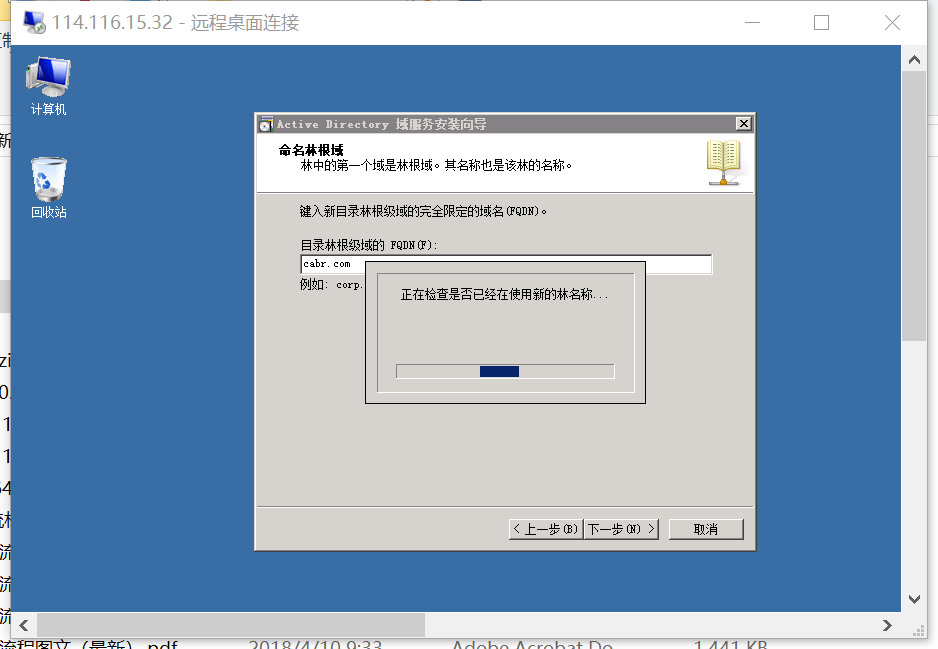 114.116.15.32 - 远程桌面连接
计算机
回收站
Active Directory 域服务安装向导
命名林根域
林中的第一个域是林根域。其名称也是该林的名称。
键入新目录林根级域的完全限定的域名(FQDN)。
目录林根级域的 FQDN(F):
cabr.com
例如: corp.
正在检查是否已经在使用新的林名称...
< 上一步(B)
下一步(N) >
取消
流程图文（最新）.pdf 2018/4/10 9:33 Adobe Acrobat Do 1,441 KB